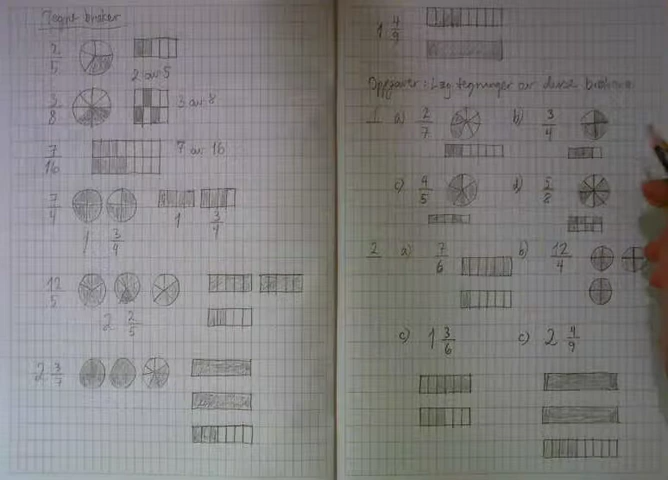 Tegne brøker
2/5
2 av 5
3/8
3 av 8
7/16
7 av 16
7/4
1 3/4
1 3/4
12/5
2 2/5
2 3/7
1 4/9
Oppgaver: Lag tegninger av disse brøkene
1 a) 2/7 b) 3/4
c) 4/5 d) 5/8
2 a) 7/6 b) 12/4
c) 1 3/6 c) 2 4/9